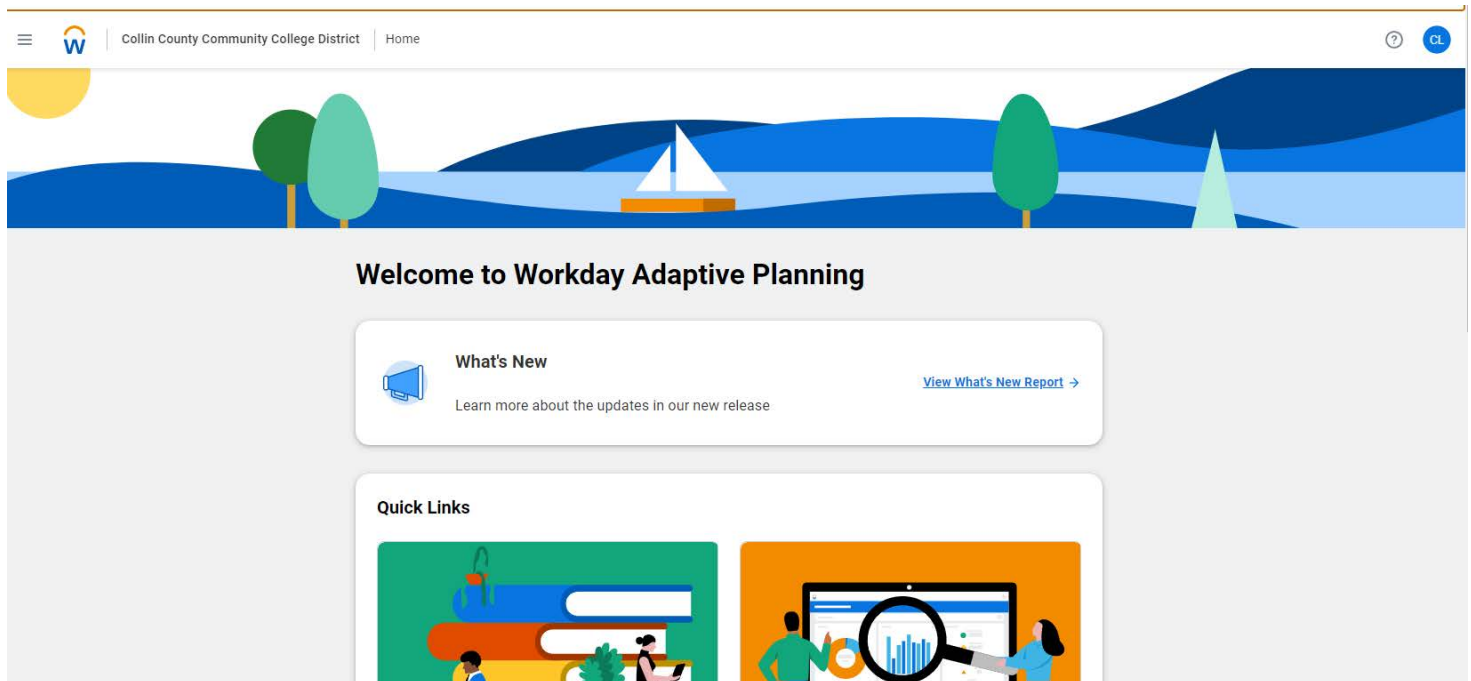 Collin County Community College District Home
CL
Welcome to Workday Adaptive Planning
What's New
View What's New Report →
Learn more about the updates in our new release
Quick Links